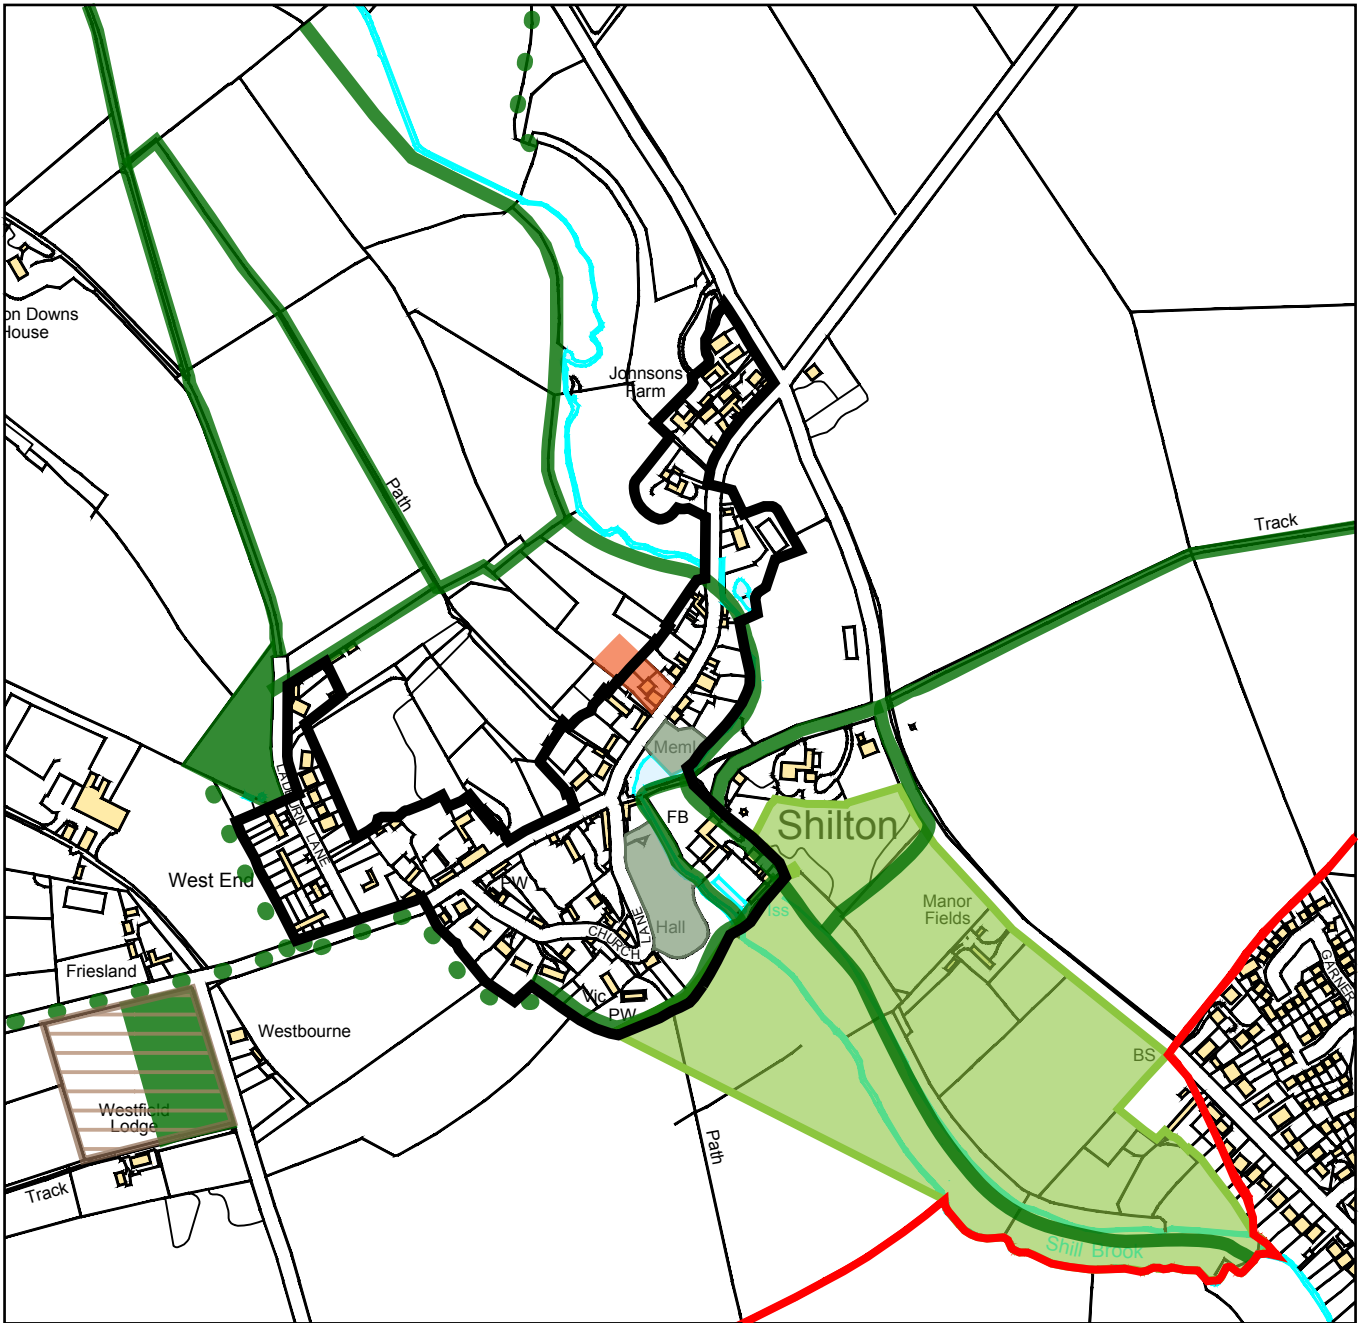 on Downs
House
Johnsons
Farm
Path
Track
Meml
FB
Shilton
LADBURN LANE
West End
PW
iss
Manor
Fields
CHURCH
LANE
Hall
GARNER
Friesland
Vic
PW
Westbourne
BS
Westfield
Lodge
Path
Track
Shill Brook